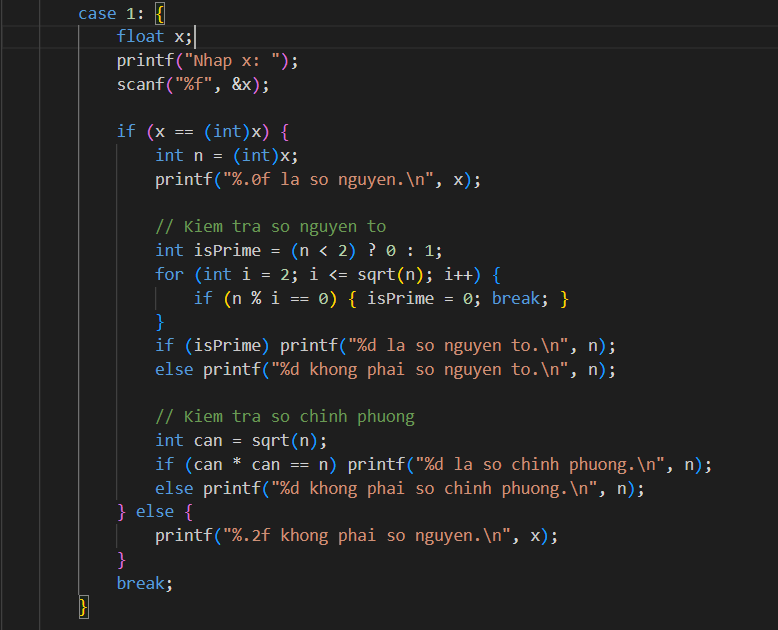 case 1: {
float x;
printf("Nhap x: ");
scanf("%f", &x);
if (x == (int)x) {
int n = (int)x;
printf("%.0f la so nguyen.\n", x);
// Kiem tra so nguyen to
int isPrime = (n < 2) ? 0 : 1;
for (int i = 2; i <= sqrt(n); i++) {
if (n % i == 0) { isPrime = 0; break; }
}
if (isPrime) printf("%d la so nguyen to.\n", n);
else printf("%d khong phai so nguyen to.\n", n);
// Kiem tra so chinh phuong
int can = sqrt(n);
if (can * can == n) printf("%d la so chinh phuong.\n", n);
else printf("%d khong phai so chinh phuong.\n", n);
} else {
printf("%.2f khong phai so nguyen.\n", x);
}
break;
}